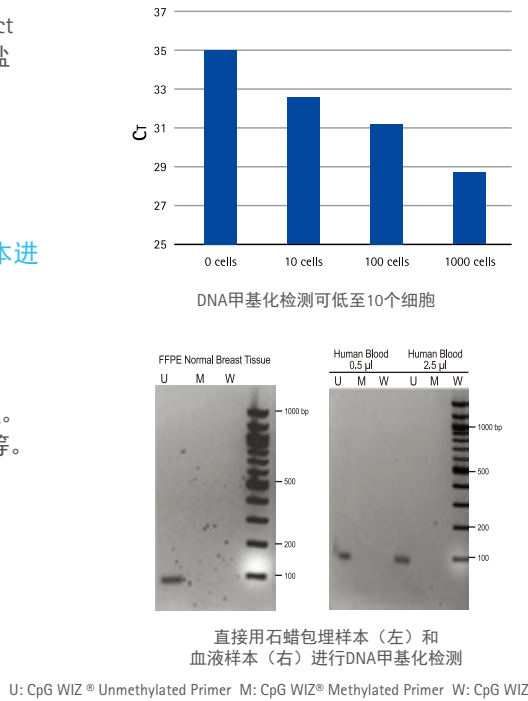 ct
盐
本进
。
等。
37
35
33
31
29
27
25
CT
0 cells
10 cells
100 cells
1000 cells
DNA甲基化检测可低至10个细胞
FFPE Normal Breast Tissue
U M W
1000 bp
500
200
100
Human Blood Human Blood
0.5 µl 2.5 µl
U M W U M W
1000 bp
500
200
100
直接用石蜡包埋样本（左）和
血液样本（右）进行DNA甲基化检测
U: CpG WIZ ® Unmethylated Primer M: CpG WIZ® Methylated Primer W: CpG WIZ